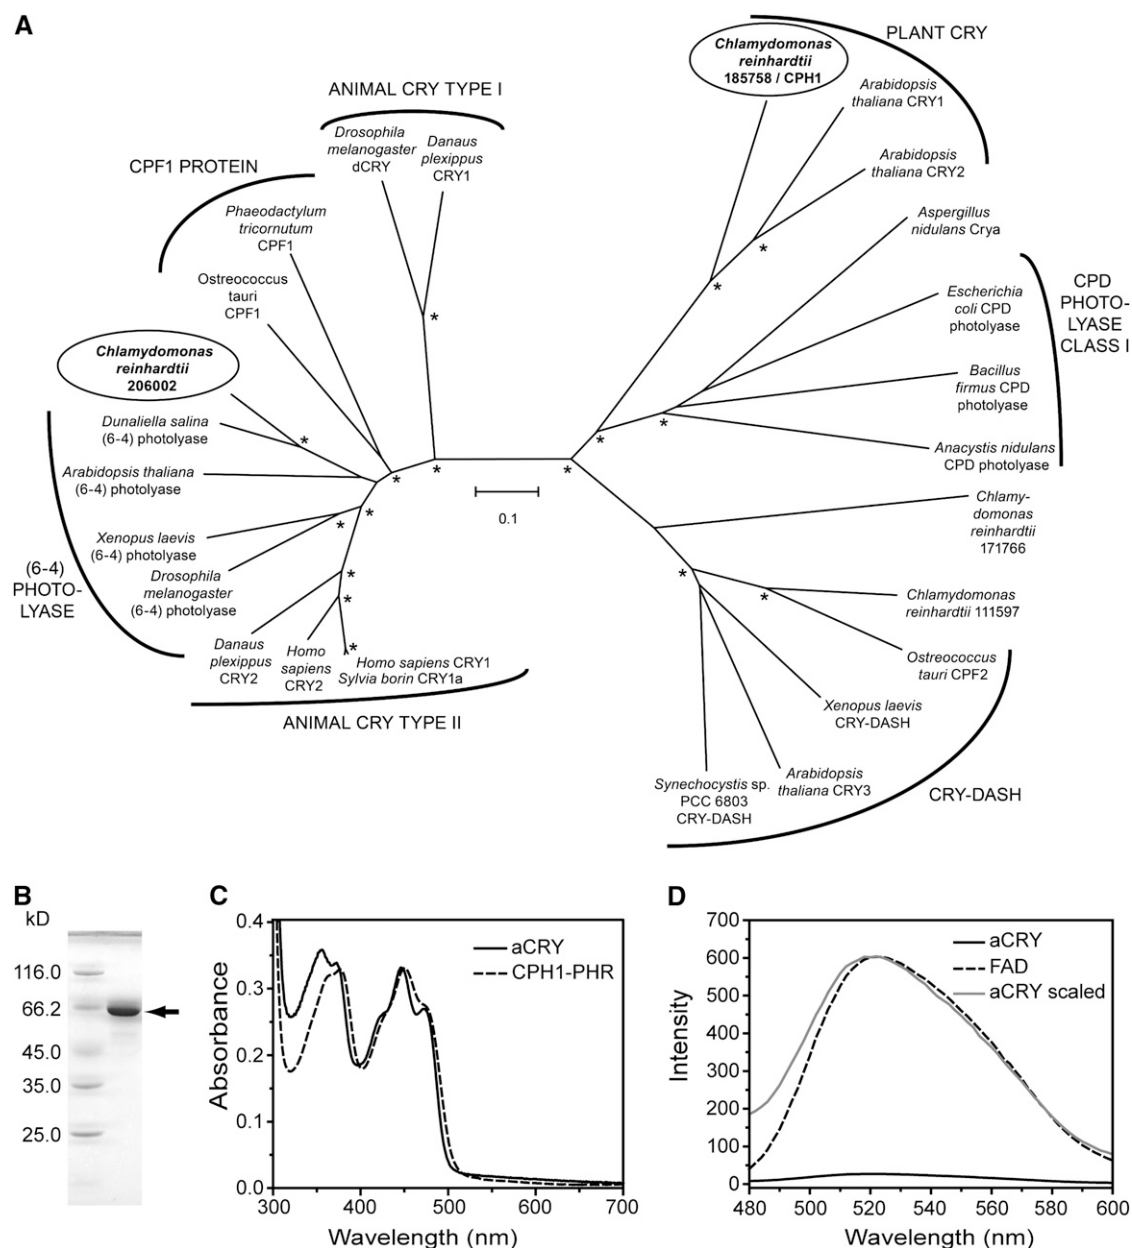 A
PLANT CRY
Chlamydomonas
reinhardtii
185758 / CPH1
Arabidopsis
thaliana CRY1
Arabidopsis
thaliana CRY2
Aspergillus
nidulans Crya
CPD
PHOTO-
LYASE
CLASS I
Escherichia
coli CPD
photolyase
Bacillus
firmus CPD
photolyase
Anacystis nidulans
CPD photolyase
ANIMAL CRY TYPE I
Drosophila
melanogaster
dCRY
Danaus
plexippus
CRY1
CPF1 PROTEIN
Phaeodactylum
tricornutum
CPF1
Ostreococcus
tauri
CPF1
Chlamydomonas
reinhardtii
206002
Dunaliella salina
(6-4) photolyase
Arabidopsis thaliana
(6-4) photolyase
Xenopus laevis
(6-4) photolyase
Drosophila
melanogaster
(6-4) photolyase
(6-4)
PHOTO-
LYASE
Danaus
plexippus
CRY2
Homo
sapiens
CRY2
Homo sapiens CRY1
Sylvia borin CRY1a
ANIMAL CRY TYPE II
0.1
Chlamy-
domonas
reinhardtii
171766
Chlamydomonas
reinhardtii 111597
Ostreococcus
tauri CPF2
Xenopus laevis
CRY-DASH
Arabidopsis
thaliana CRY3
Synechocystis sp.
PCC 6803
CRY-DASH
CRY-DASH
* * * * * * * * * * * * * * * *
B
kD
116.0
66.2
45.0
35.0
25.0
C
Absorbance
0.4
0.3
0.2
0.1
0.0
aCRY
CPH1-PHR
300 400 500 600 700
Wavelength (nm)
D
Intensity
700
600
500
400
300
200
100
0
aCRY
FAD
aCRY scaled
480 500 520 540 560 580 600
Wavelength (nm)